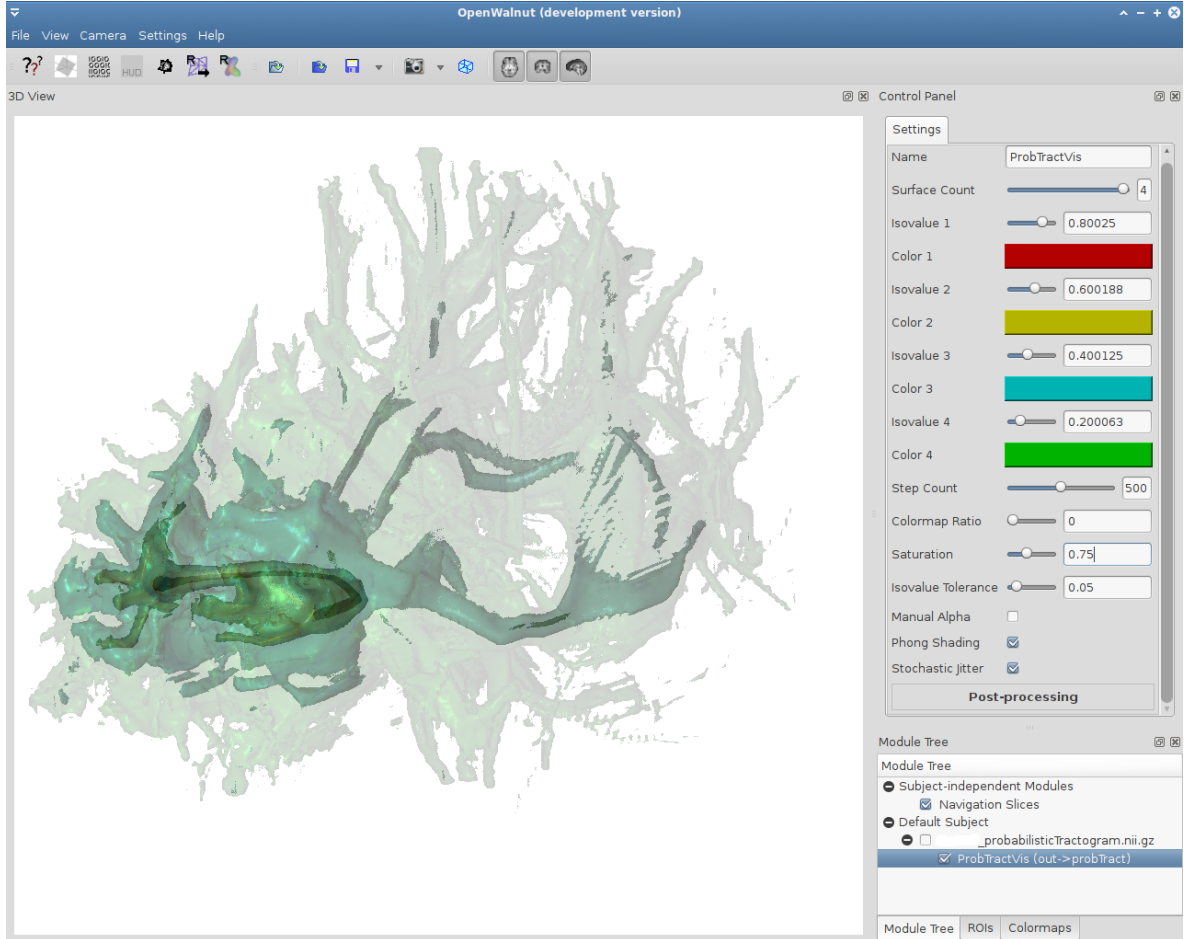 OpenWalnut (development version)
File View Camera Settings Help
??? HUD R R
3D View
Control Panel
Settings
Name ProbTractVis
Surface Count 4
Isovalue 1 0.80025
Color 1
Isovalue 2 0.600188
Color 2
Isovalue 3 0.400125
Color 3
Isovalue 4 0.200063
Color 4
Step Count 500
Colormap Ratio 0
Saturation 0.75
Isovalue Tolerance 0.05
Manual Alpha
Phong Shading
Stochastic Jitter
Post-processing
Module Tree
Module Tree
Subject-independent Modules
Navigation Slices
Default Subject
_probabilisticTractogram.nii.gz
ProbTractVis (out->probTract)
Module Tree ROIs Colormaps